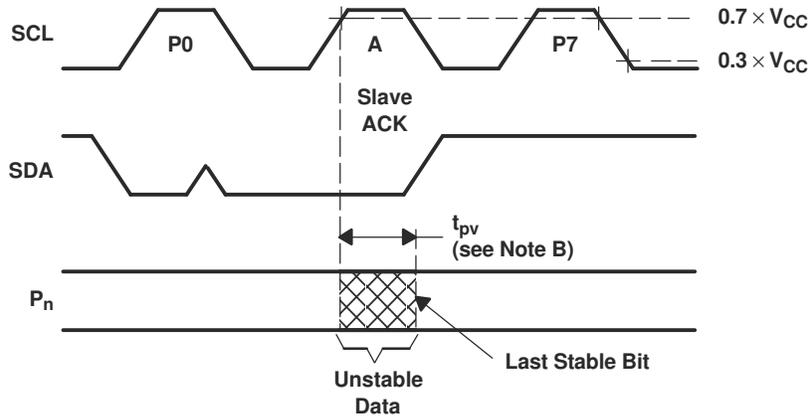 SCL
P0
A
P7
0.7 × VCC
0.3 × VCC
Slave
ACK
SDA
tpv
(see Note B)
Pn
Last Stable Bit
Unstable
Data